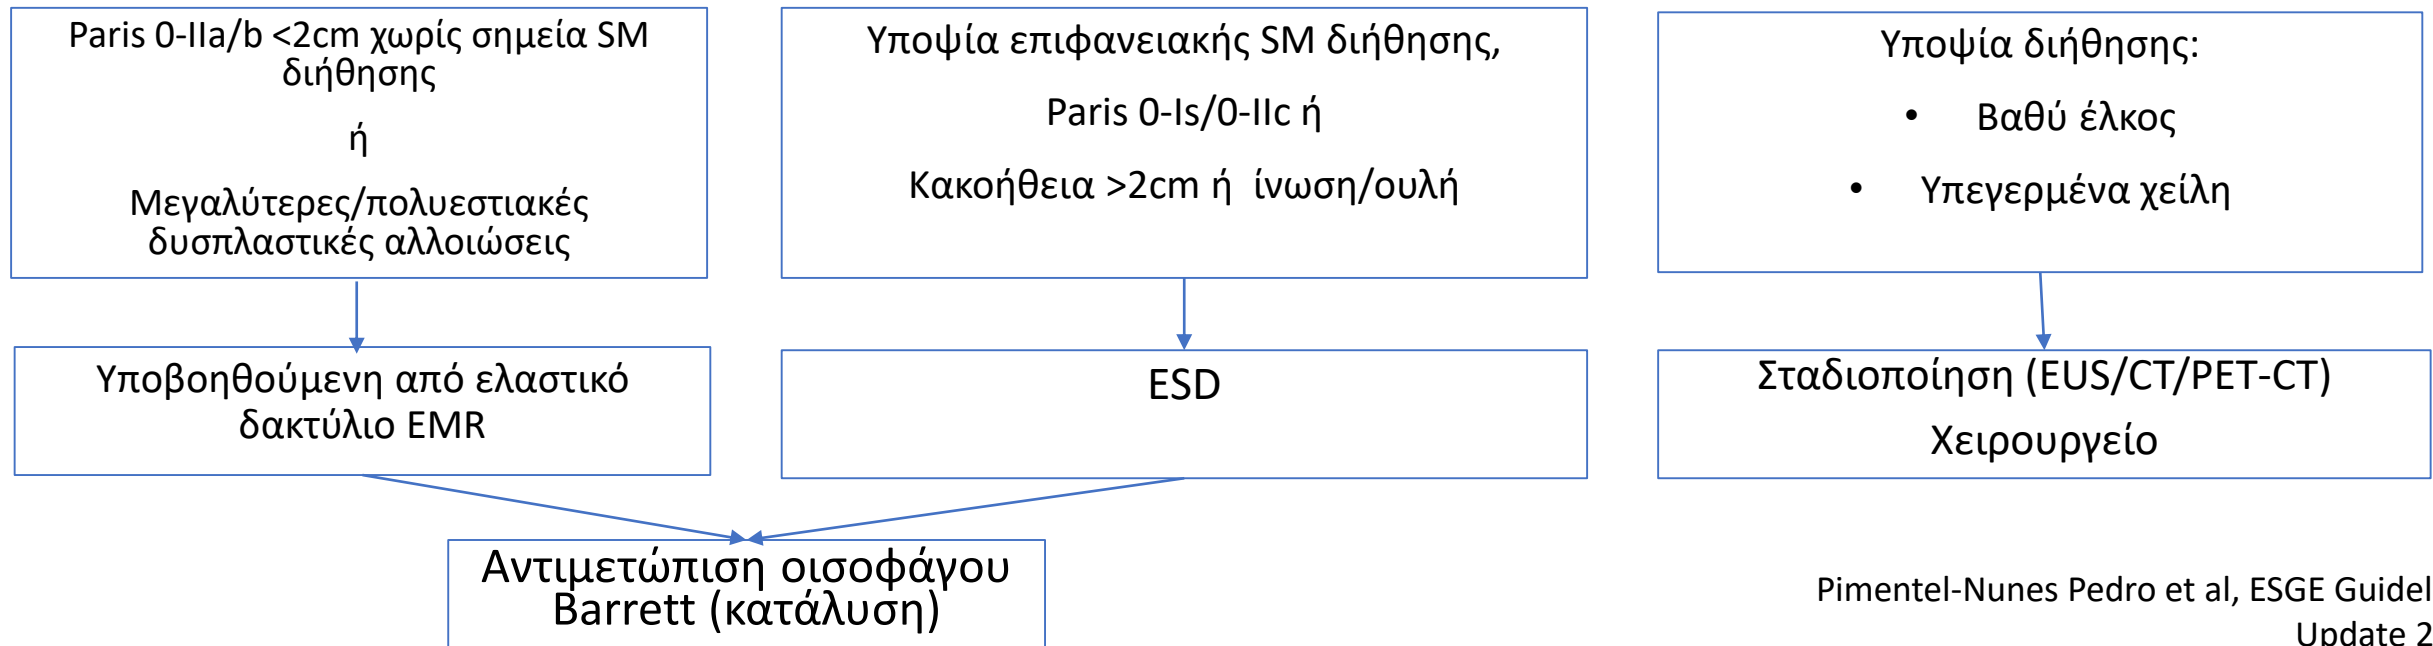 Paris 0-IIa/b <2cm χωρίς σημεία SM
διήθησης
ή
Μεγαλύτερες/πολυεστιακές
δυσπλαστικές αλλοιώσεις
Υποψία επιφανειακής SM διήθησης,
Paris 0-Is/0-IIc ή
Κακοήθεια >2cm ή ίνωση/ουλή
Υποψία διήθησης:
• Βαθύ έλκος
• Υπεγερμένα χείλη
Υποβοηθούμενη από ελαστικό
δακτύλιο EMR
ESD
Σταδιοποίηση (EUS/CT/PET-CT)
Χειρουργείο
Αντιμετώπιση οισοφάγου
Barrett (κατάλυση)
Pimentel-Nunes Pedro et al, ESGE Guidel
Update 2